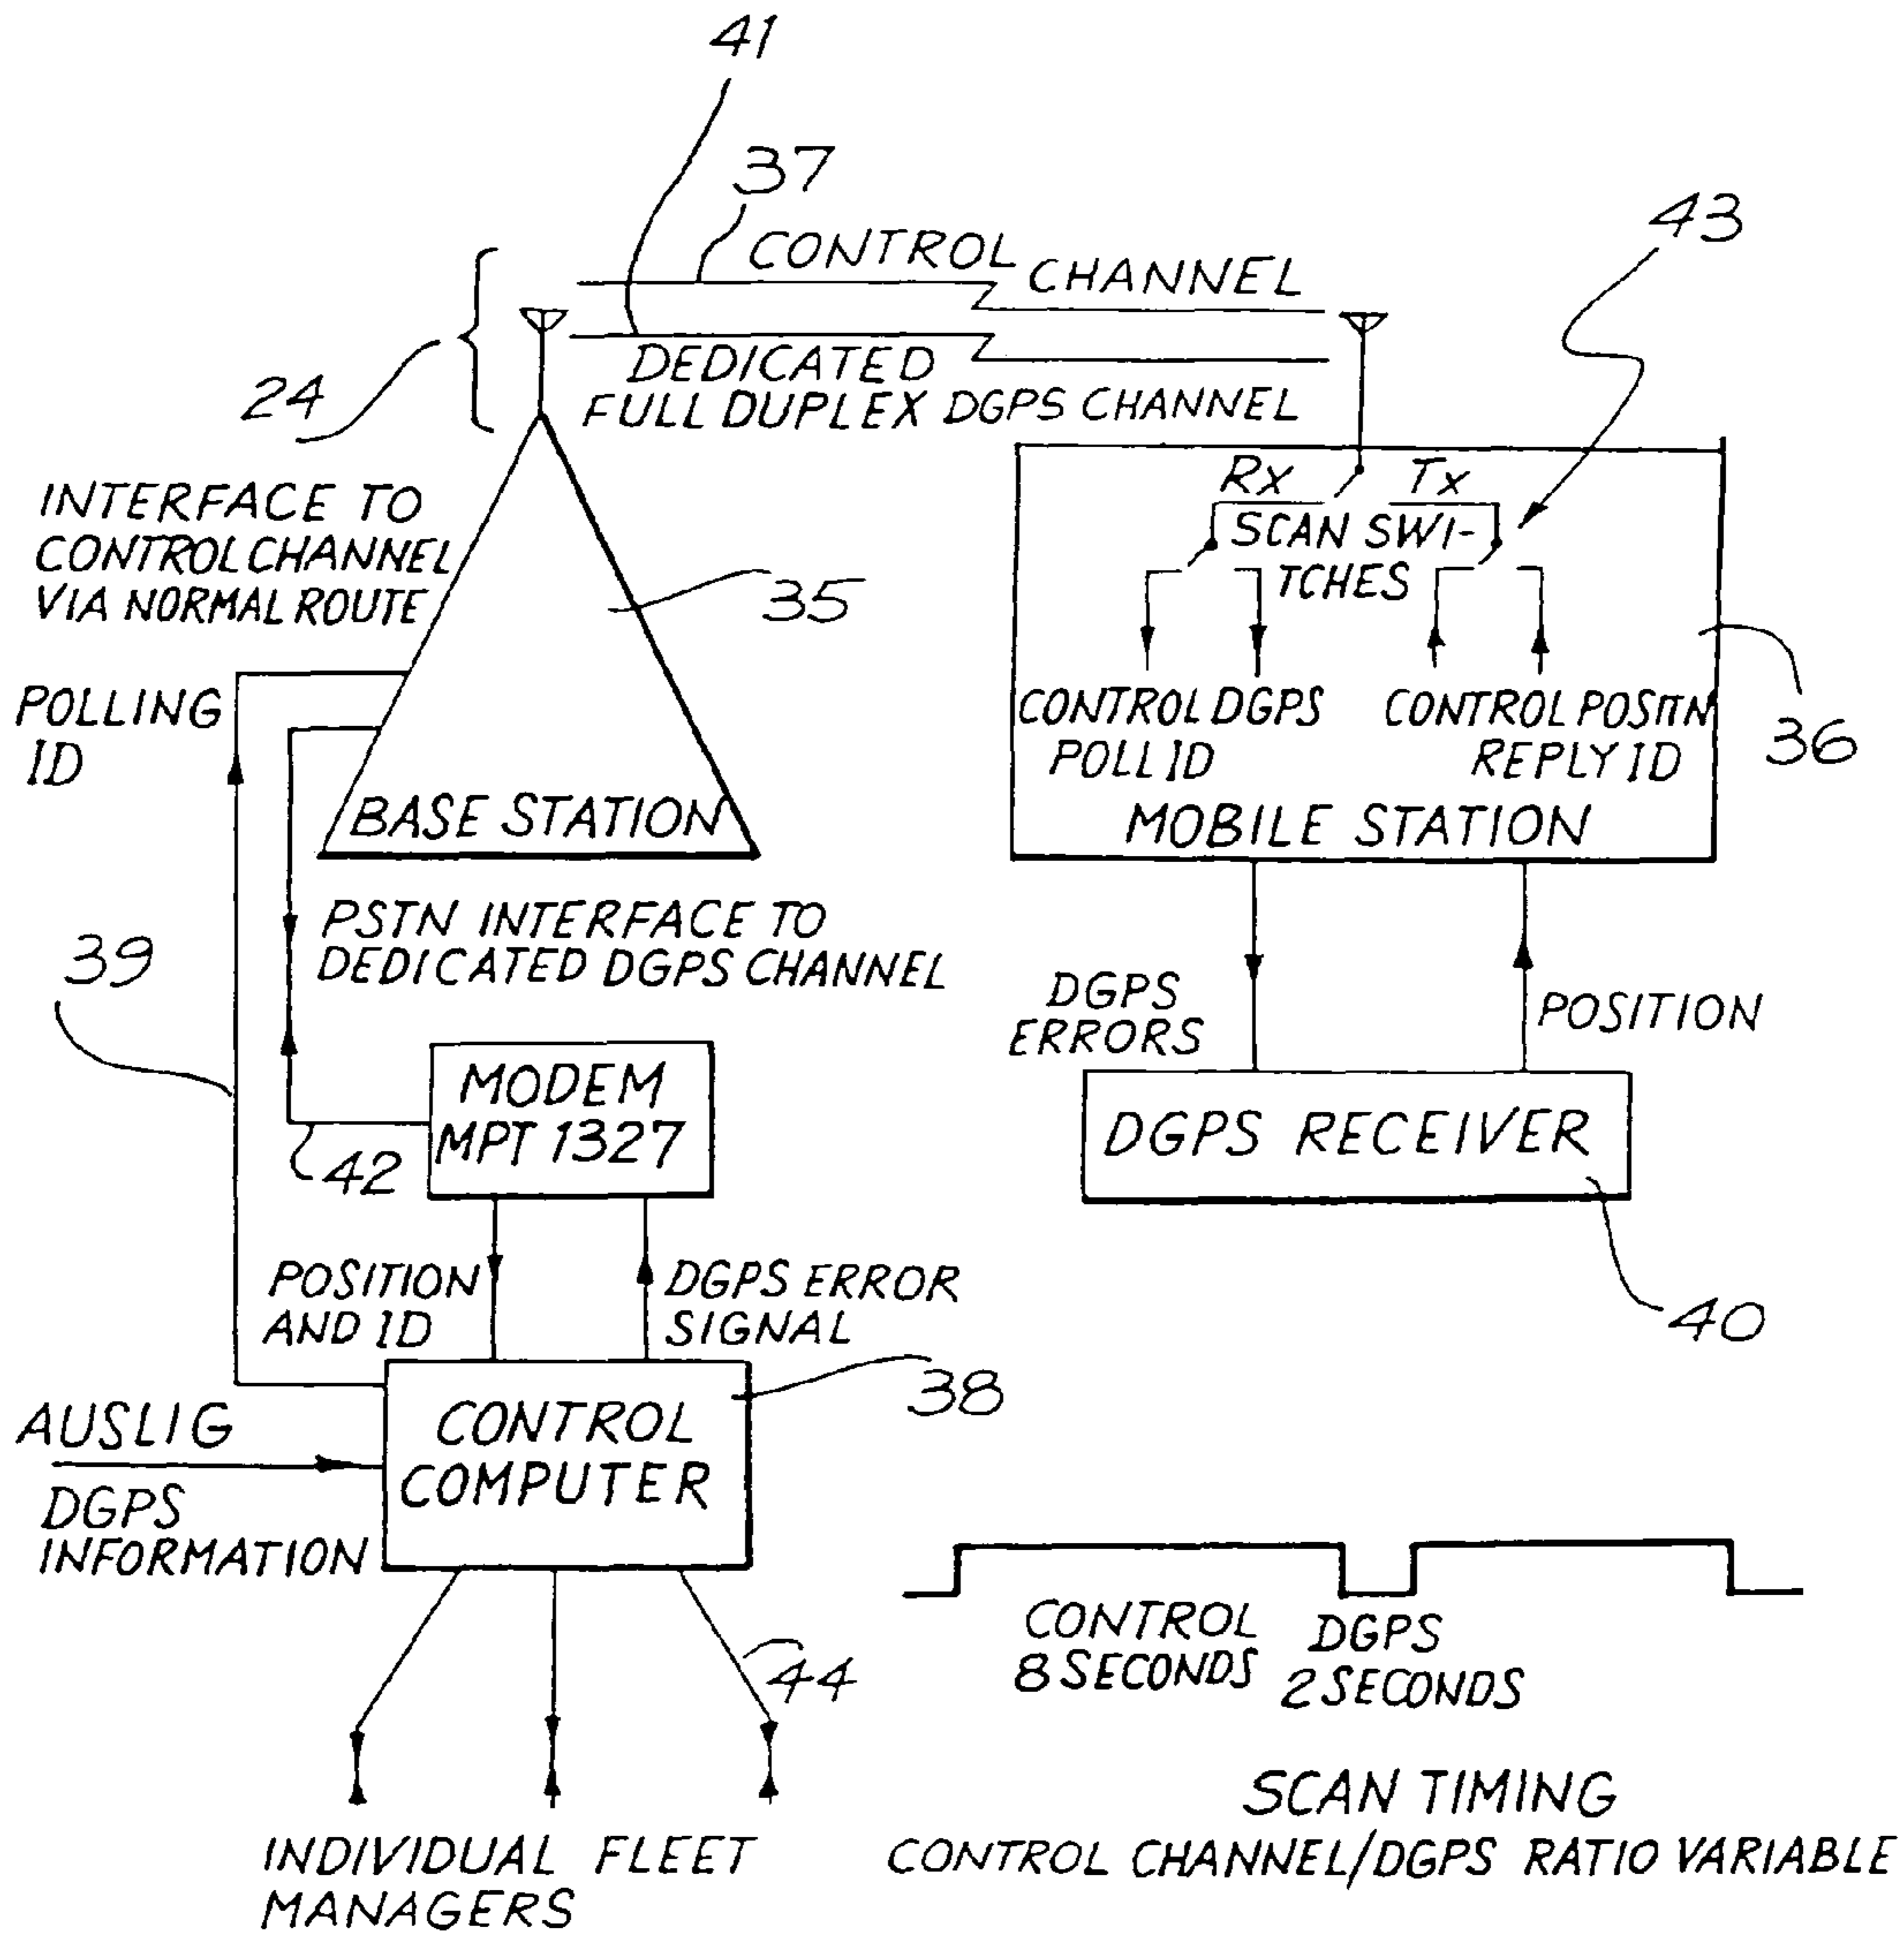 41
37
43
CONTROL CHANNEL
24
DEDICATED
FULL DUPLEX DGPS CHANNEL
INTERFACE TO
CONTROL CHANNEL
VIA NORMAL ROUTE
35
Rx Tx
SCAN SWI-
TCHES
POLLING
ID
CONTROL DGPS
POLL ID
CONTROL POSITN
REPLY ID
36
BASE STATION
MOBILE STATION
39
PSTN INTERFACE TO
DEDICATED DGPS CHANNEL
DGPS
ERRORS
POSITION
MODEM
MPT 1327
42
DGPS RECEIVER
40
POSITION
AND ID
DGPS ERROR
SIGNAL
38
AUSLIG
DGPS
INFORMATION
CONTROL
COMPUTER
44
CONTROL
8 SECONDS
DGPS
2 SECONDS
SCAN TIMING
CONTROL CHANNEL/DGPS RATIO VARIABLE
INDIVIDUAL FLEET
MANAGERS